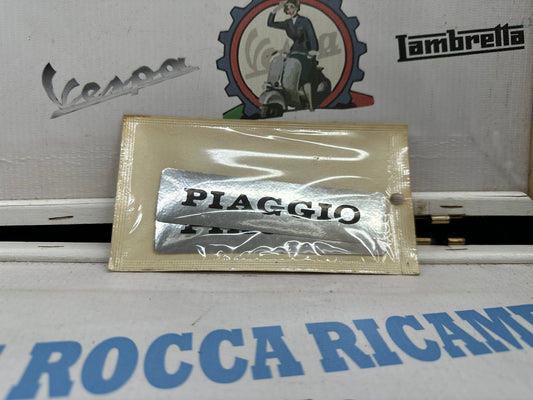 Vespa
Lambretta
PIAGGIO
ROCCA RICAM